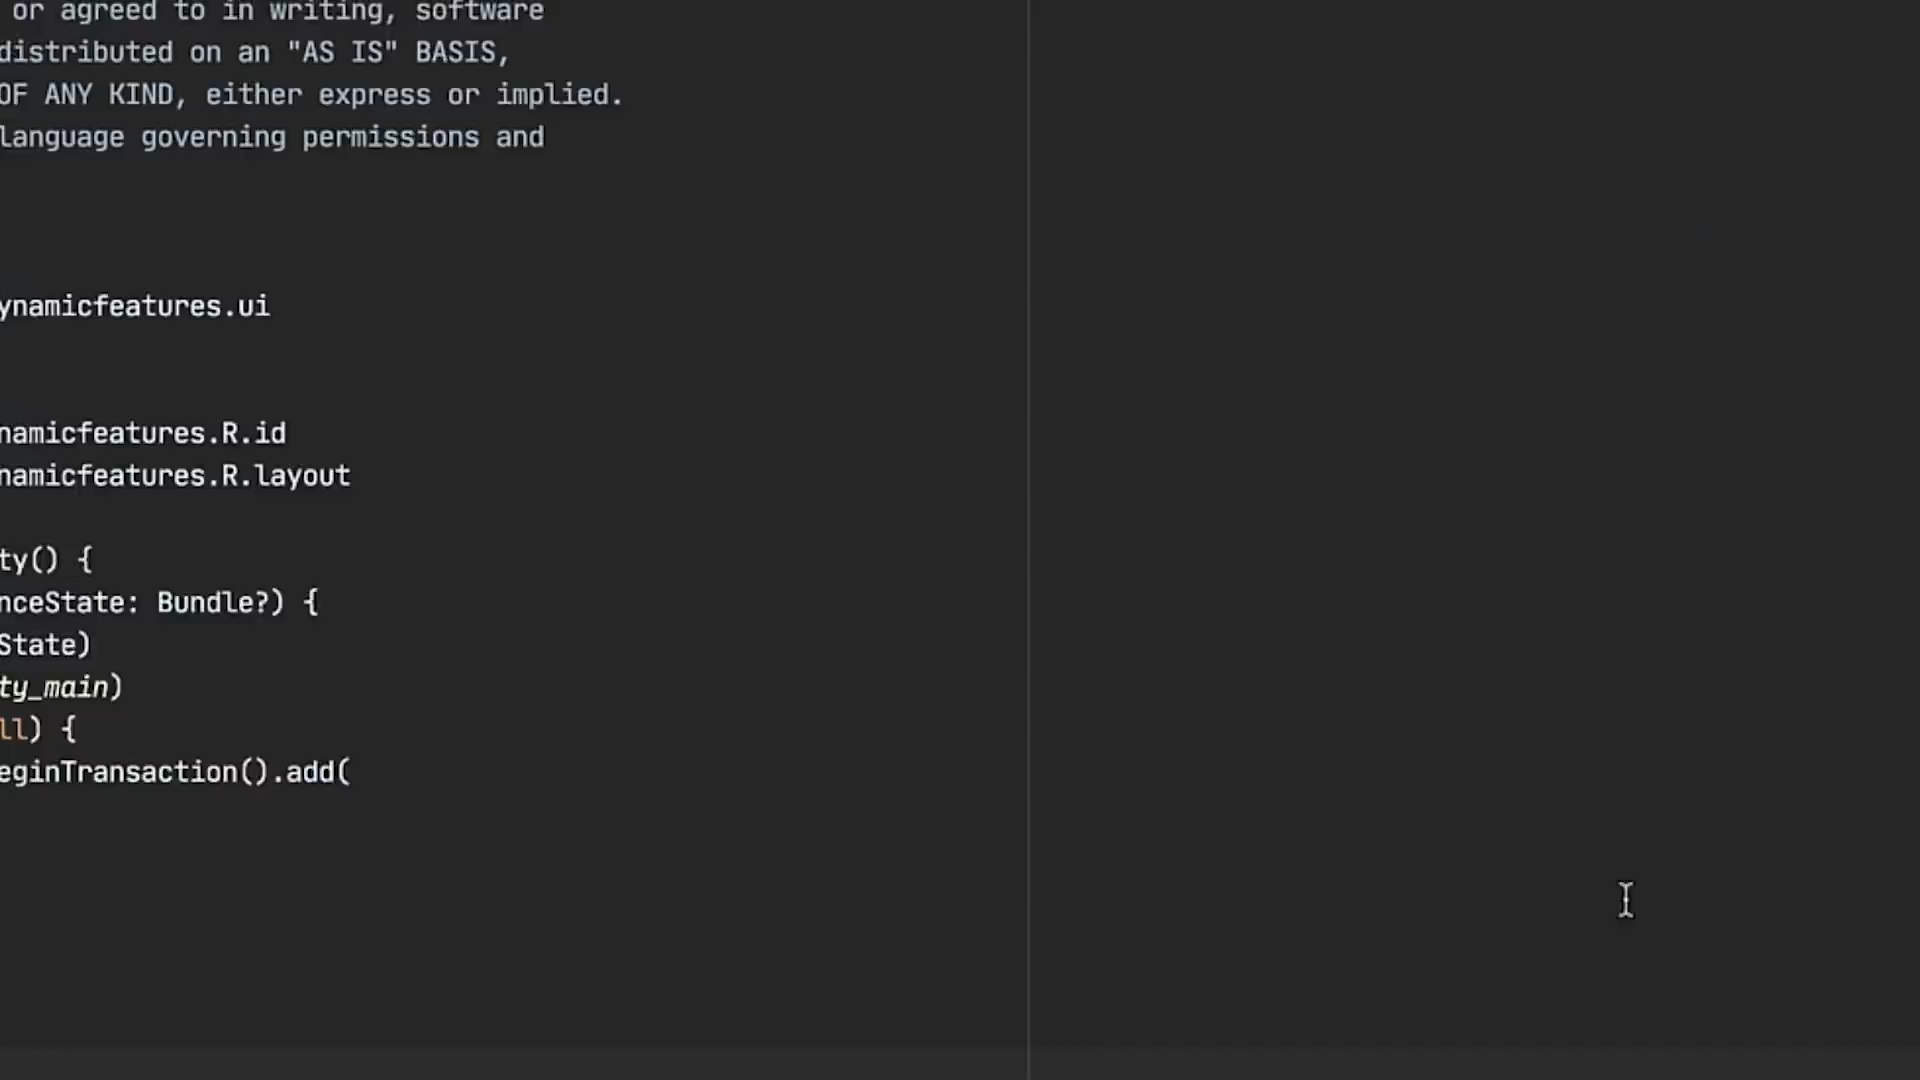 or agreed to in writing, software
distributed on an "AS IS" BASIS,
OF ANY KIND, either express or implied.
language governing permissions and
ynamicfeatures.ui
namicfeatures.R.id
namicfeatures.R.layout
ty() {
nceState: Bundle?) {
State)
ty_main)
ll) {
eginTransaction().add(